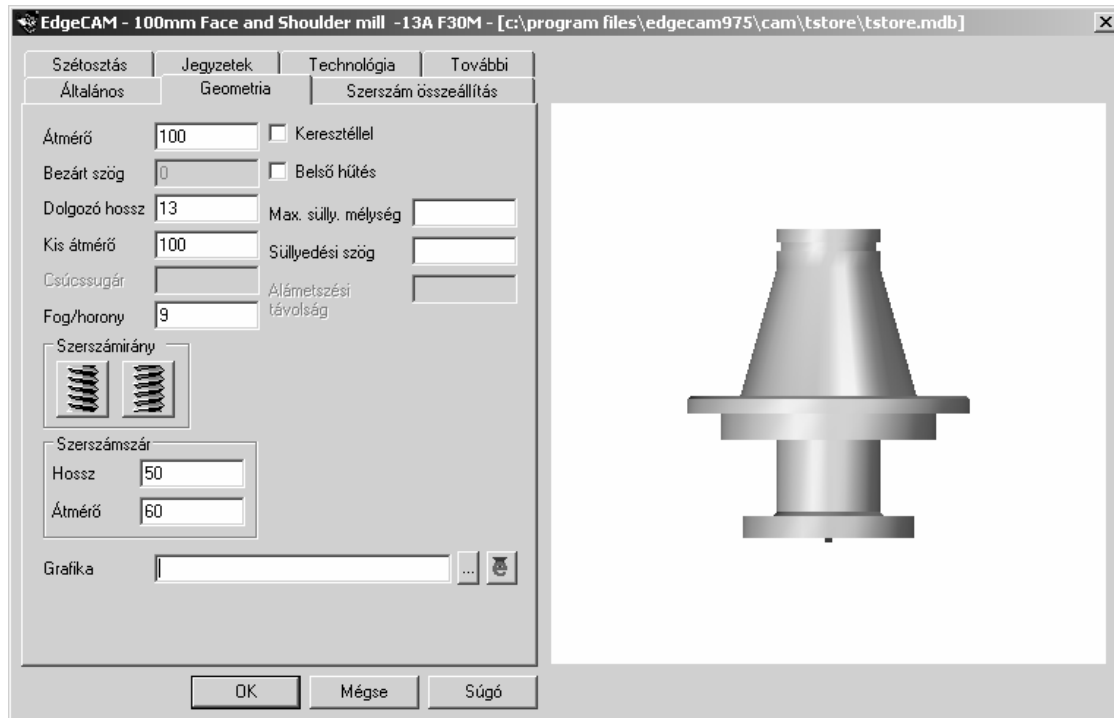 EdgeCAM - 100mm Face and Shoulder mill -13A F30M - [c:\program files\edgecam975\cam\tstore\tstore.mdb]
Szétosztás Jegyzetek Technológia További
Általános Geometria Szerszám összeállítás
Átmérő 100 Keresztéllel
Bezárt szög 0 Belső hűtés
Dolgozó hossz 13 Max. sülly. mélység
Kis átmérő 100 Süllyedési szög
Csúcssugár Alámetszési
távolság
Fog/horony 9
Szerszámirány
Szerszámszár
Hossz 50
Átmérő 60
Grafika ...
OK Mégse Súgó